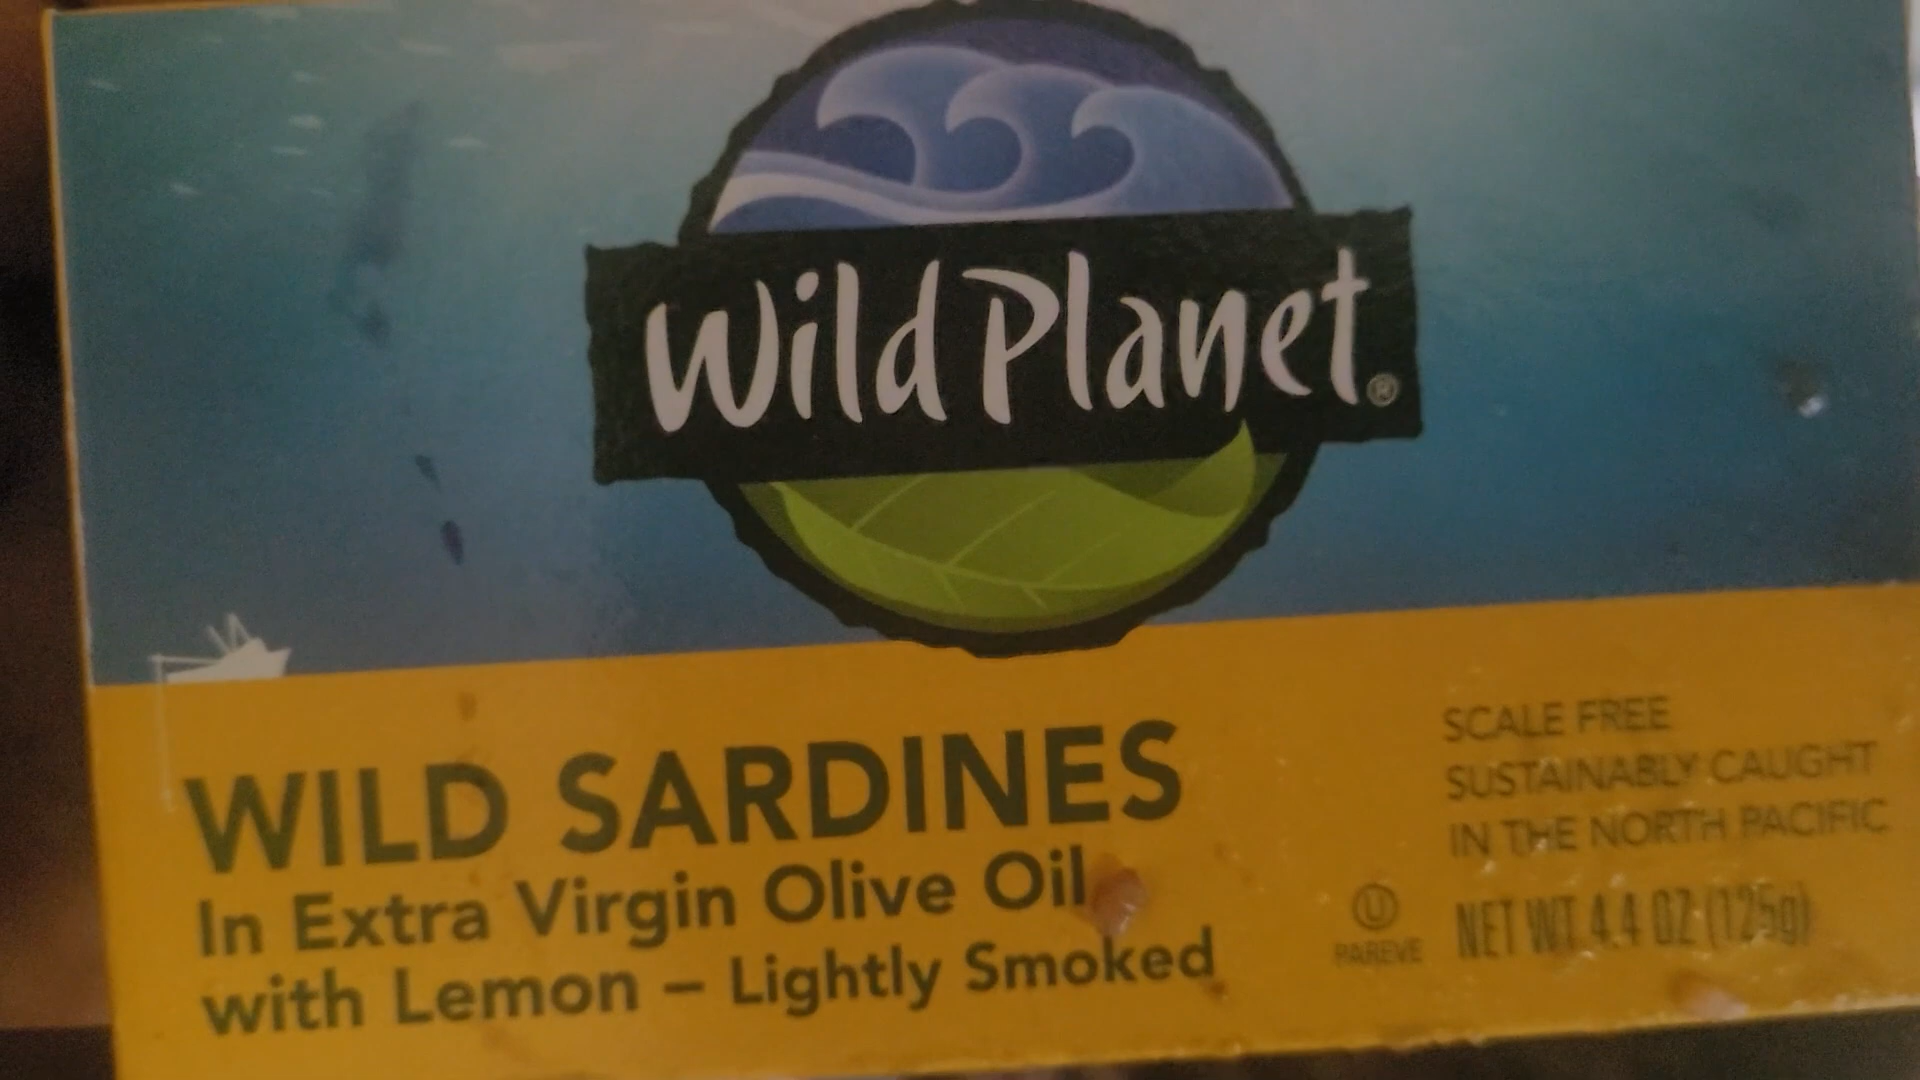 Wild Planet®
WILD SARDINES
In Extra Virgin Olive Oil
with Lemon – Lightly Smoked
SCALE FREE
SUSTAINABLY CAUGHT
IN THE NORTH PACIFIC
U
PAREVE
NET WT 4.4 OZ (125g)